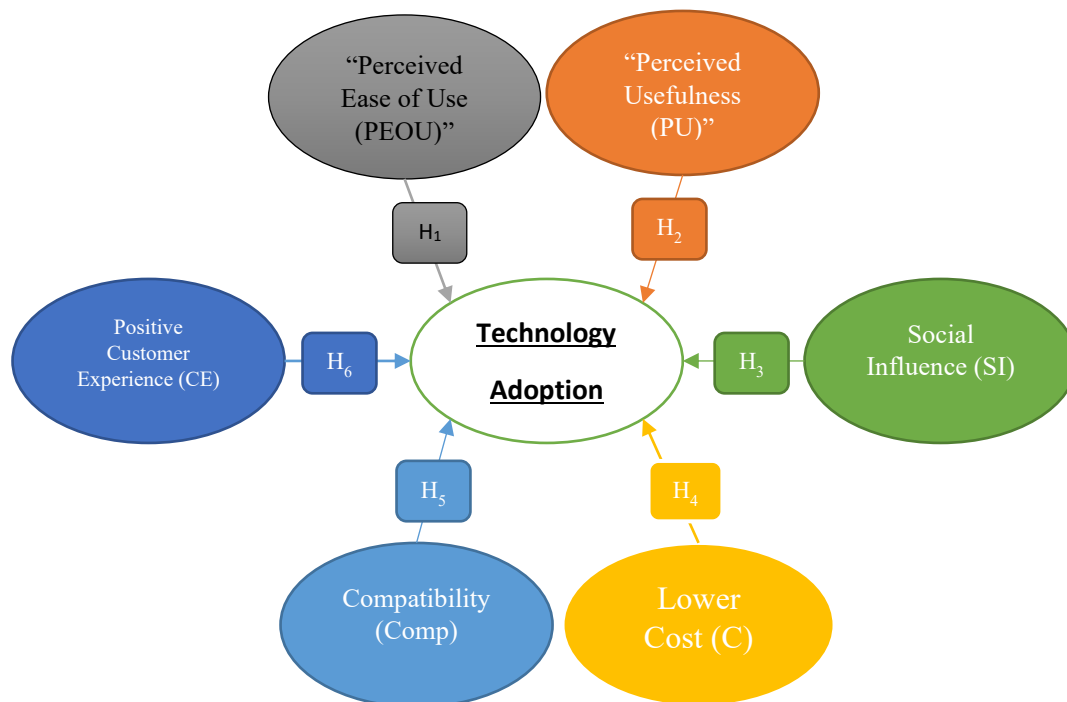 “Perceived
Ease of Use
(PEOU)”
“Perceived
Usefulness
(PU)”
H₁
H₂
Positive
Customer
Experience (CE)
H₆
Technology
Adoption
H₃
Social
Influence (SI)
H₅
H₄
Compatibility
(Comp)
Lower
Cost (C)